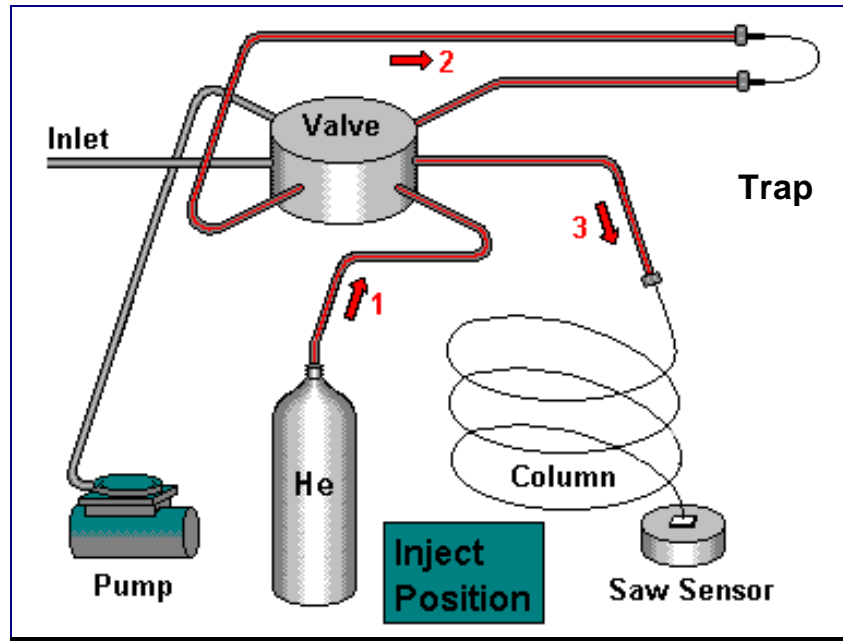 2
Inlet
Valve
Trap
3
1
He
Column
Inject
Position
Pump
Saw Sensor